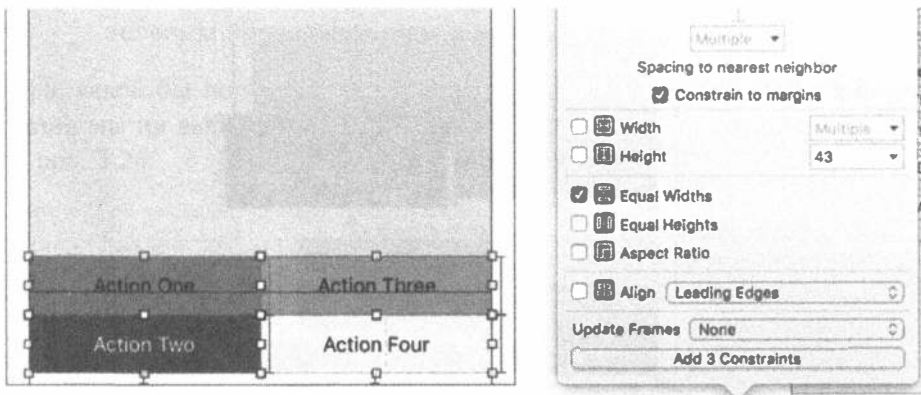 Action One
Action Three
Action Two
Action Four
Multiple
Spacing to nearest neighbor
Constrain to margins
Width Multiple
Height 43
Equal Widths
Equal Heights
Aspect Ratio
Align Leading Edges
Update Frames None
Add 3 Constraints